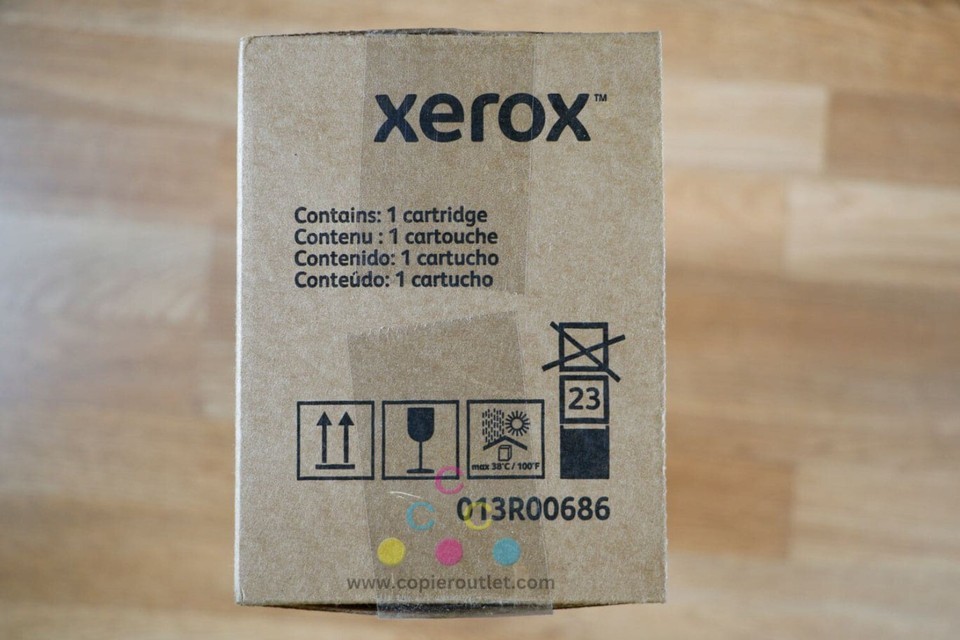 xerox™
Contains: 1 cartridge
Contenu : 1 cartouche
Contenido: 1 cartucho
Conteúdo: 1 cartucho
23
max 38°C / 100°F
013R00686
C
C C
www.copieroutlet.com